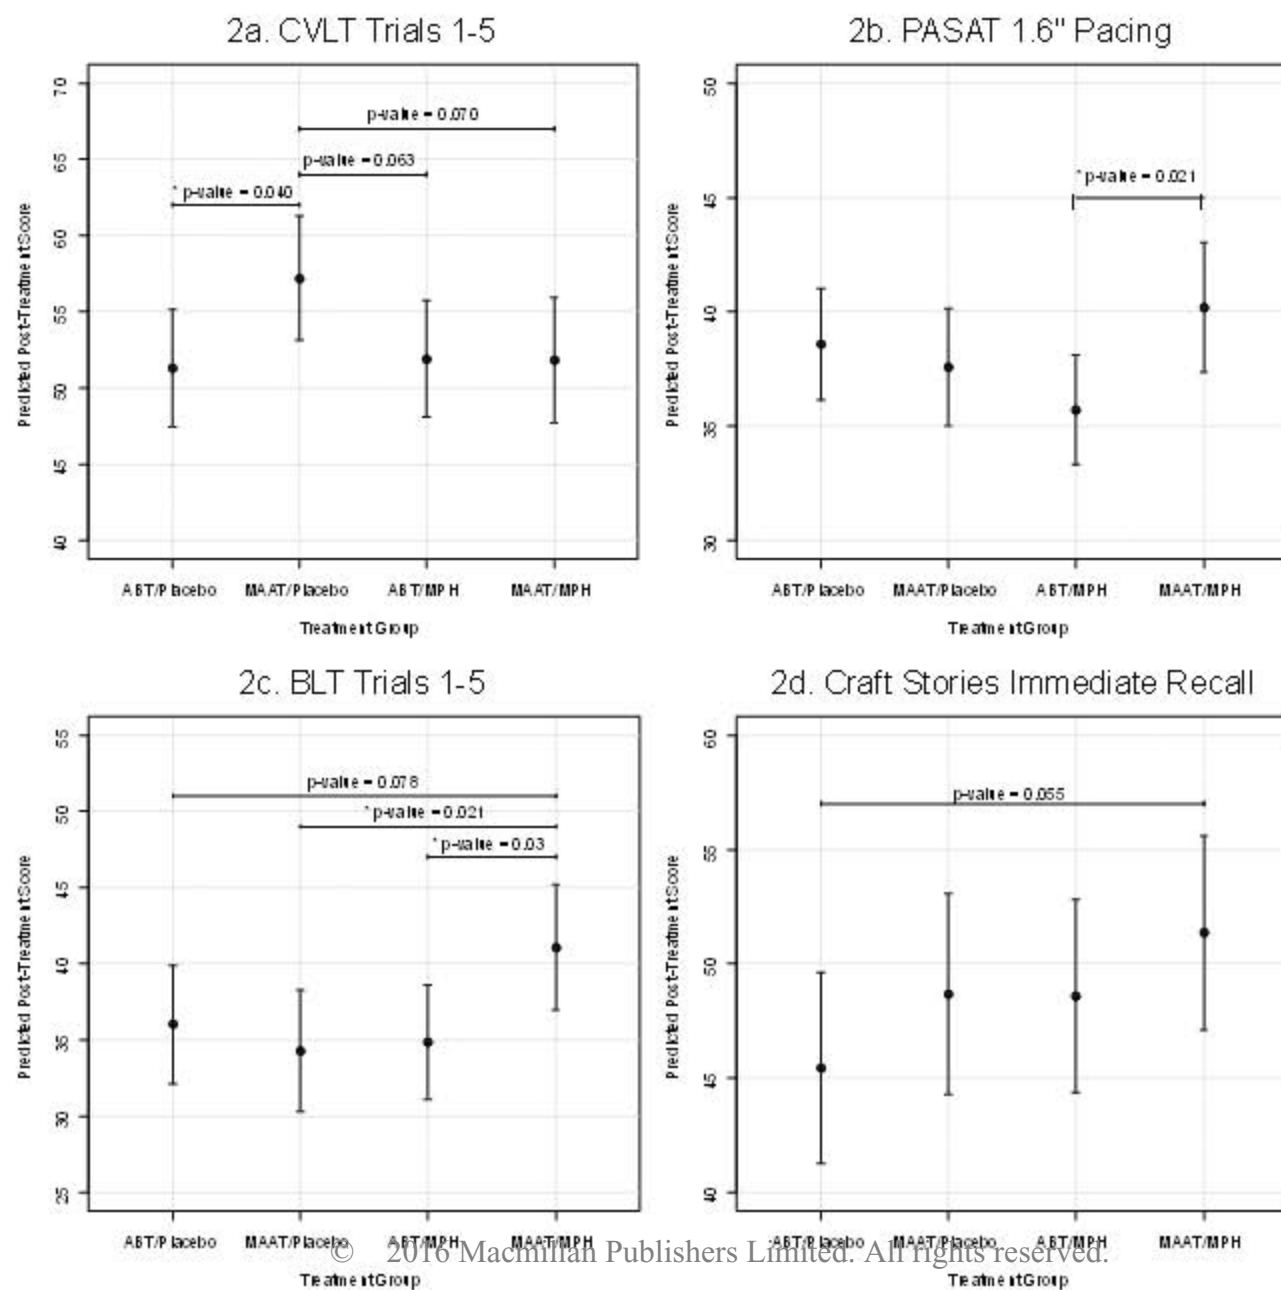 2a. CVLT Trials 1-5
Predicted Post-Treatment Score
70
65
60
55
50
45
40
p-value = 0.070
p-value = 0.063
* p-value = 0.040
ABT/Placebo MAAT/Placebo ABT/MPH MAAT/MPH
Treatment Group
2b. PASAT 1.6" Pacing
Predicted Post-Treatment Score
50
45
40
35
30
* p-value = 0.021
ABT/Placebo MAAT/Placebo ABT/MPH MAAT/MPH
Treatment Group
2c. BLT Trials 1-5
Predicted Post-Treatment Score
55
50
45
40
35
30
25
p-value = 0.078
* p-value = 0.021
* p-value = 0.03
ABT/Placebo MAAT/Placebo ABT/MPH MAAT/MPH
Treatment Group
2d. Craft Stories Immediate Recall
Predicted Post-Treatment Score
60
55
50
45
40
p-value = 0.055
ABT/Placebo MAAT/Placebo ABT/MPH MAAT/MPH
Treatment Group
© 2016 Macmillan Publishers Limited. All rights reserved.